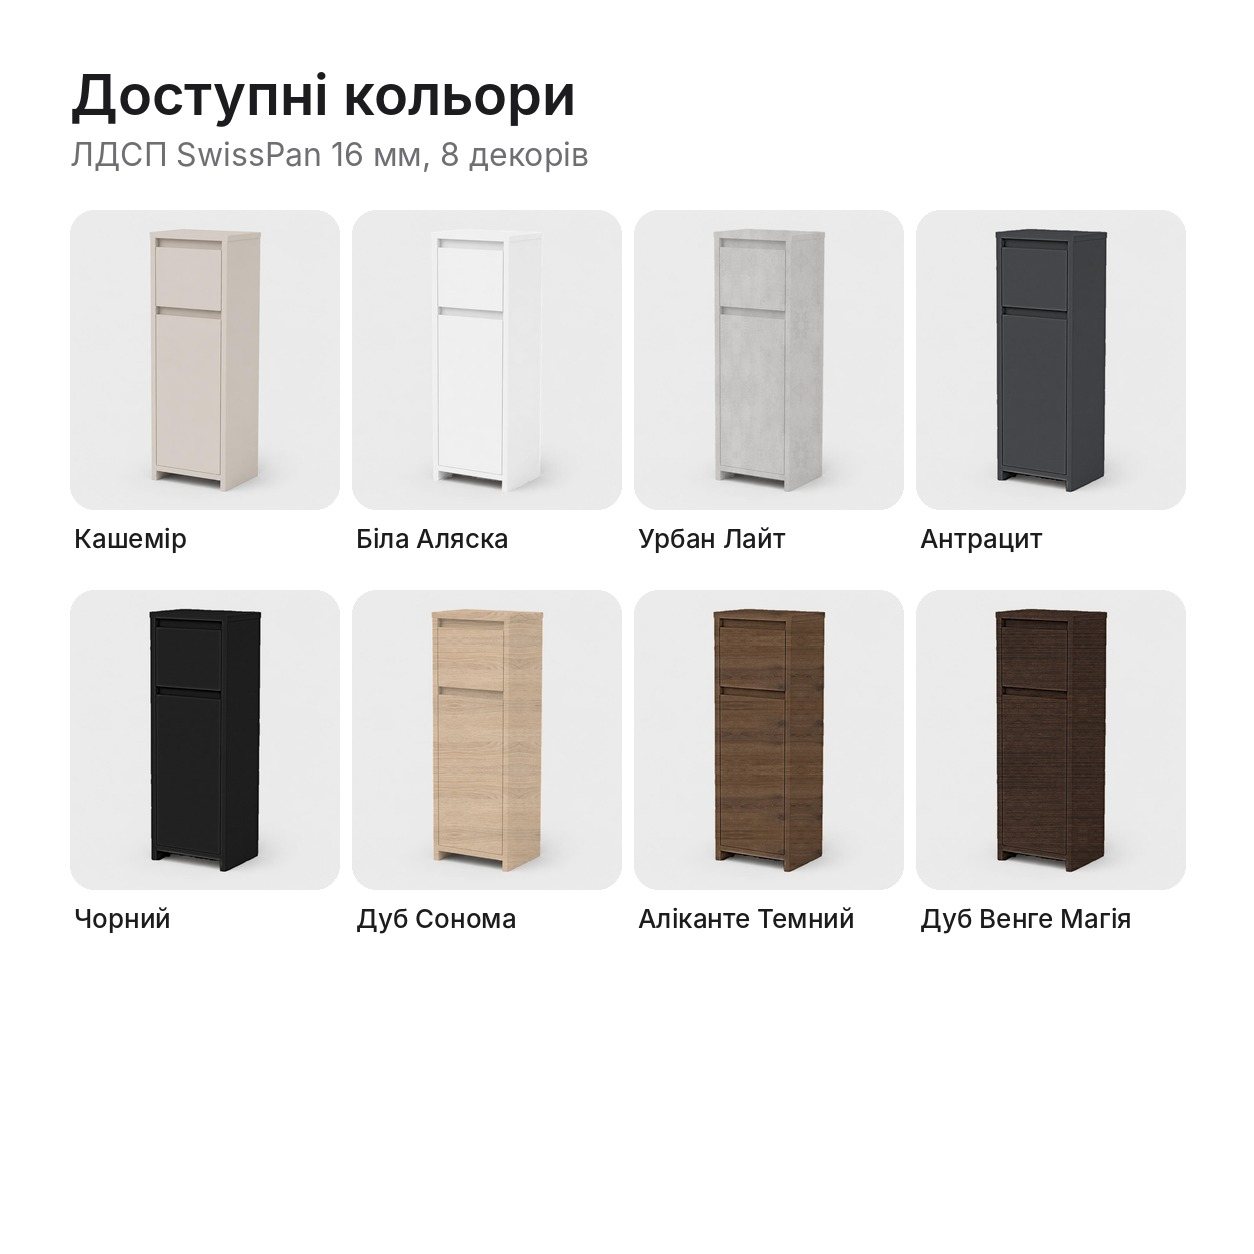 Доступні кольори
ЛДСП SwissPan 16 мм, 8 декорів
Кашемір
Біла Аляска
Урбан Лайт
Антрацит
Чорний
Дуб Сонома
Аліканте Темний
Дуб Венге Магія